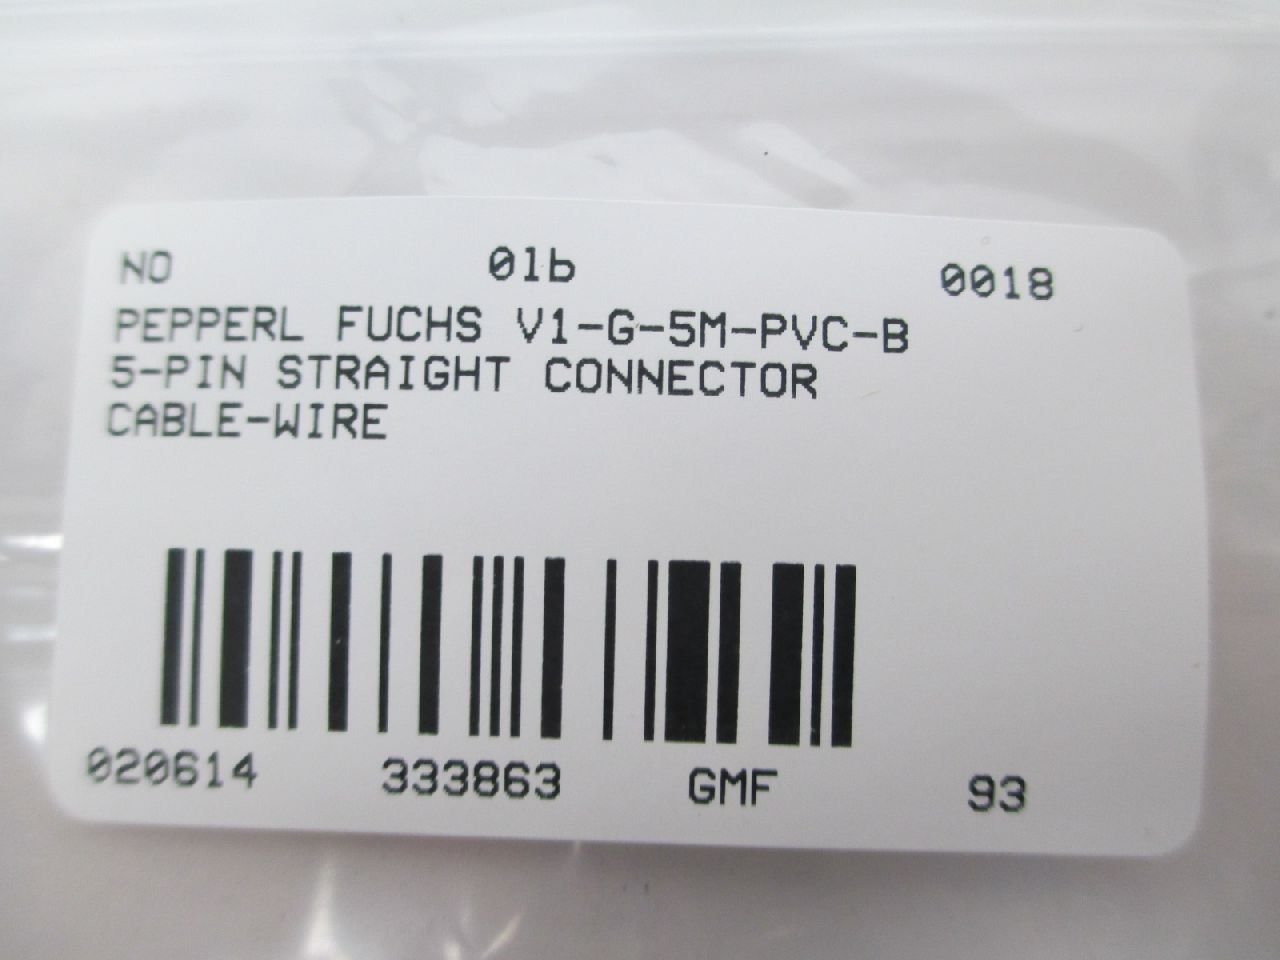 NO 01b 0018
PEPPERL FUCHS V1-G-5M-PVC-B
5-PIN STRAIGHT CONNECTOR
CABLE-WIRE
020614 333863 GMF 93